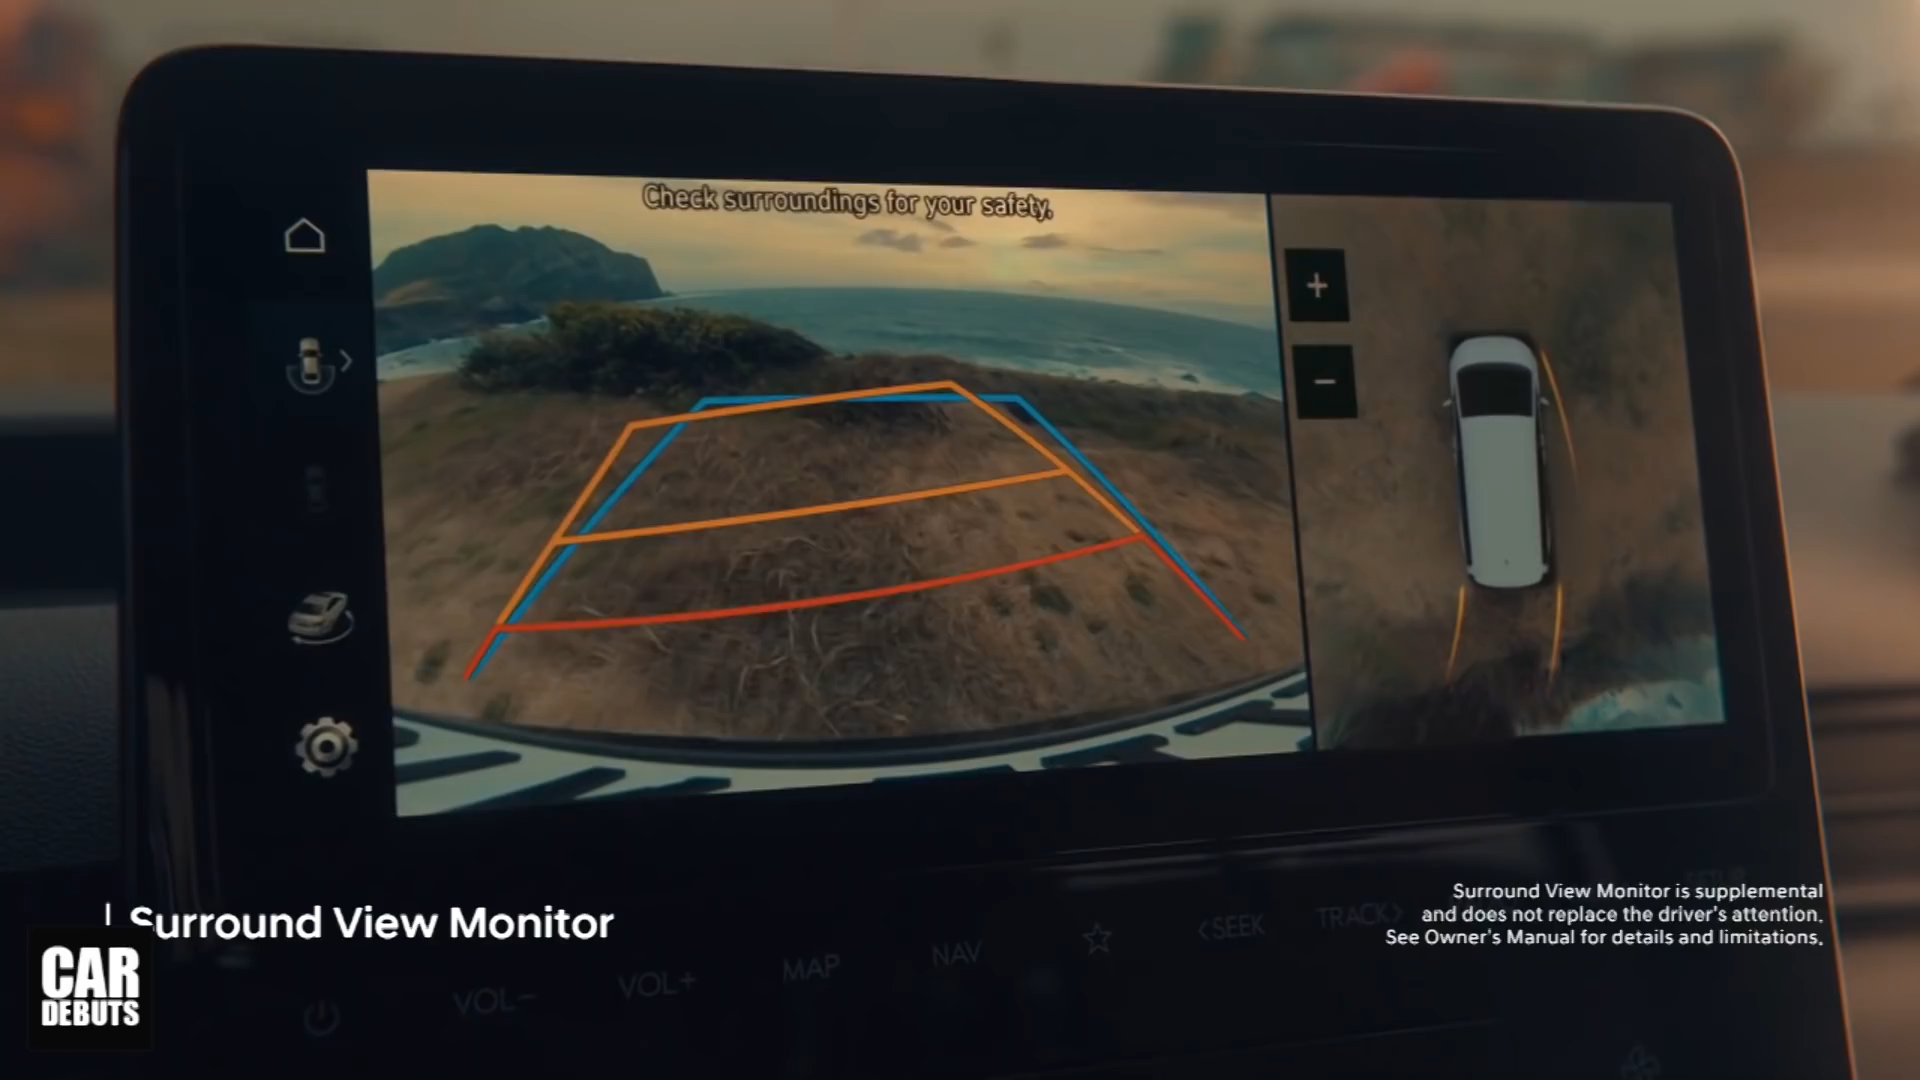 Check surroundings for your safety.
+
-
Surround View Monitor
Surround View Monitor is supplemental
and does not replace the driver's attention.
See Owner's Manual for details and limitations.
<SEEK
TRACK>
NAV
MAP
VOL+
VOL-
CAR
DEBUTS